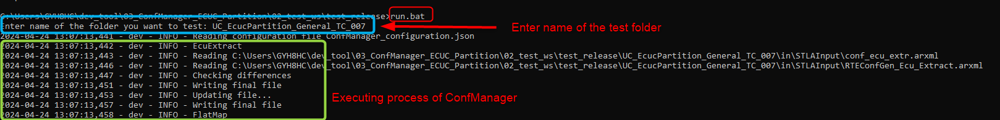 C:\Users\GYH8HC\dev_tool\03_ConfManager_ECUC_Partition\02_test_ws\test_release>run.bat
Enter name of the folder you want to test: UC_EcucPartition_General_TC_007
Enter name of the test folder
2024-04-24 13:07:13,441 - dev - INFO - Reading configuration file ConfManager_configuration.json
2024-04-24 13:07:13,442 - dev - INFO - EcuExtract
2024-04-24 13:07:13,443 - dev - INFO - Reading C:\Users\GYH8HC\dev_tool\03_ConfManager_ECUC_Partition\02_test_ws\test_release\UC_EcucPartition_General_TC_007\in\STLAInput\conf_ecu_extr.arxml
2024-04-24 13:07:13,446 - dev - INFO - Reading C:\Users\GYH8HC\dev_tool\03_ConfManager_ECUC_Partition\02_test_ws\test_release\UC_EcucPartition_General_TC_007\in\STLAInput\RTEConfGen_Ecu_Extract.arxml
2024-04-24 13:07:13,447 - dev - INFO - Checking differences
2024-04-24 13:07:13,451 - dev - INFO - Writing final file
2024-04-24 13:07:13,453 - dev - INFO - Updating file...
Executing process of ConfManager
2024-04-24 13:07:13,457 - dev - INFO - Writing final file
2024-04-24 13:07:13,458 - dev - INFO - FlatMap